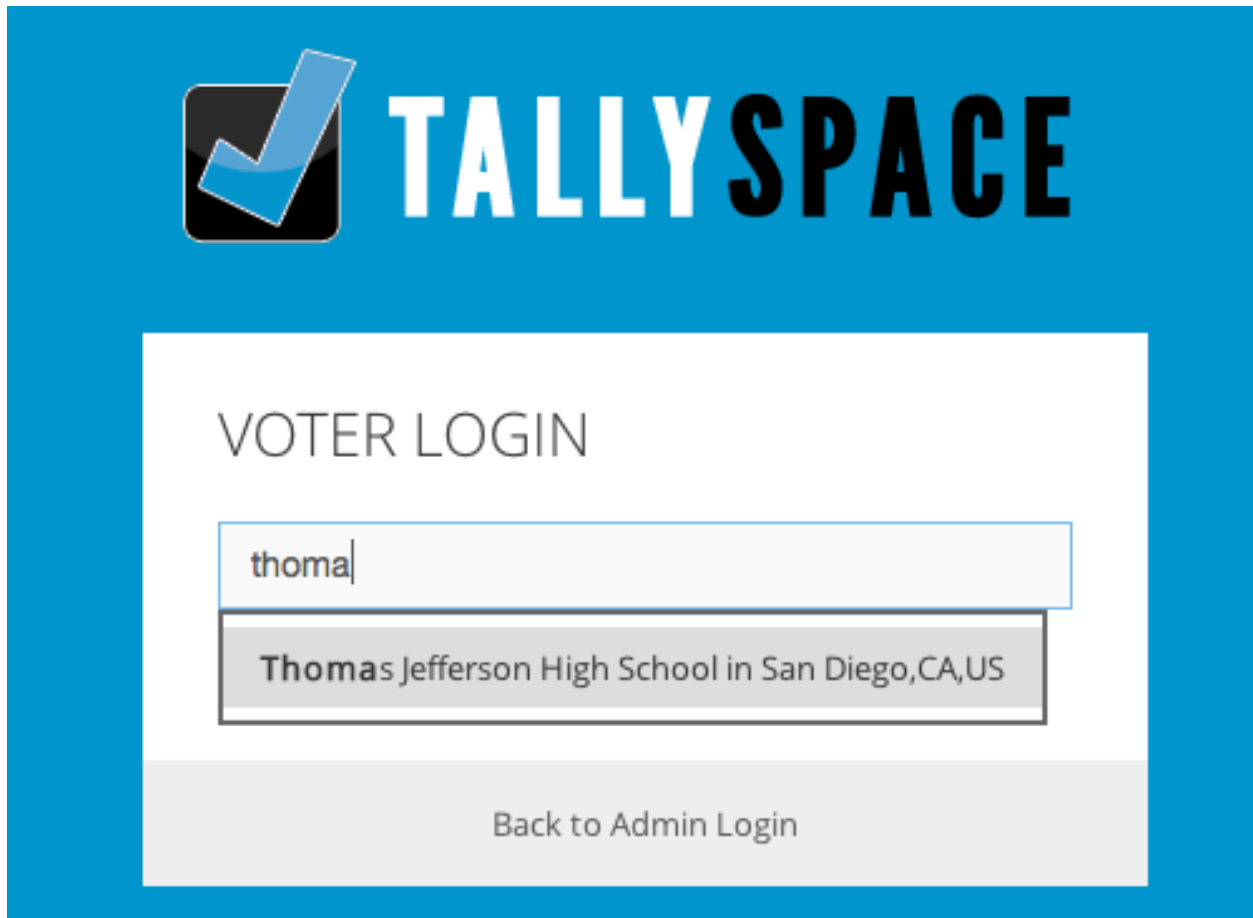 TALLYSPACE
VOTER LOGIN
thoma
Thomas Jefferson High School in San Diego,CA,US
Back to Admin Login